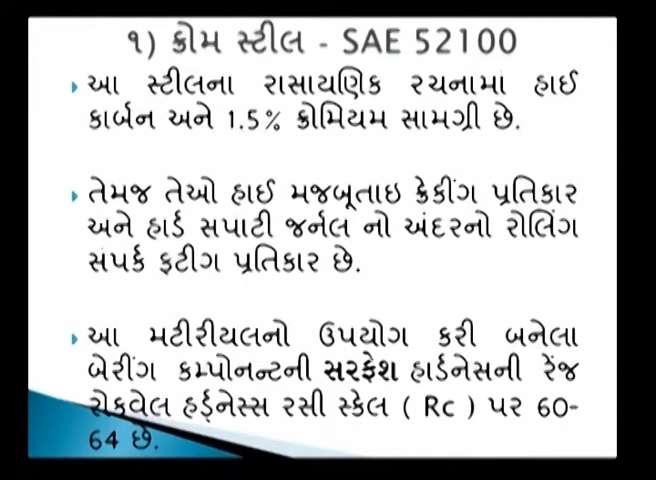 ૧) ક્રોમ સ્ટીલ - SAE 52100
આ સ્ટીલના રાસાયણિક રચનામાં હાઈ
કાર્બન અને 1.5% ક્રોમિયમ સામગ્રી છે.
તેમજ તેઓ હાઈ મજબૂતાઇ ક્રેકીંગ પ્રતિકાર
અને હાર્ડ સપાટી જર્નલ નો અંદરનો રોલિંગ
સંપર્ક ફટીગ પ્રતિકાર છે.
આ મટીરીયલનો ઉપયોગ કરી બનેલા
બેરીંગ કમ્પોનન્ટની સરફેશ હાર્ડનેસની રેંજ
રોકવેલ હર્ડ્નેસ્સ રસી સ્કેલ ( Rc ) પર 60-
64 છે.